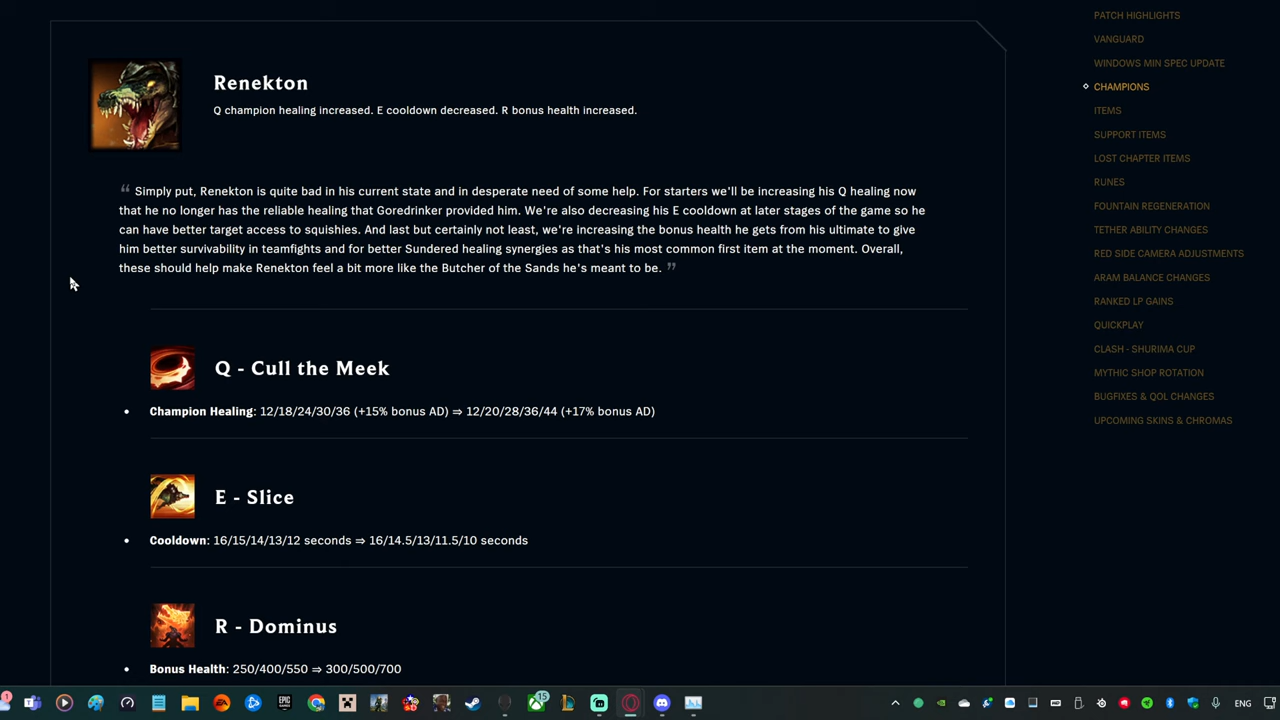 PATCH HIGHLIGHTS
VANGUARD
WINDOWS MIN SPEC UPDATE
CHAMPIONS
ITEMS
SUPPORT ITEMS
LOST CHAPTER ITEMS
RUNES
FOUNTAIN REGENERATION
TETHER ABILITY CHANGES
RED SIDE CAMERA ADJUSTMENTS
ARAM BALANCE CHANGES
RANKED LP GAINS
QUICKPLAY
CLASH - SHURIMA CUP
MYTHIC SHOP ROTATION
BUGFIXES & QOL CHANGES
UPCOMING SKINS & CHROMAS
Renekton
Q champion healing increased. E cooldown decreased. R bonus health increased.
“ Simply put, Renekton is quite bad in his current state and in desperate need of some help. For starters we'll be increasing his Q healing now
that he no longer has the reliable healing that Goredrinker provided him. We're also decreasing his E cooldown at later stages of the game so he
can have better target access to squishies. And last but certainly not least, we're increasing the bonus health he gets from his ultimate to give
him better survivability in teamfights and for better Sundered healing synergies as that's his most common first item at the moment. Overall,
these should help make Renekton feel a bit more like the Butcher of the Sands he's meant to be. ”
Q - Cull the Meek
• Champion Healing: 12/18/24/30/36 (+15% bonus AD) ⇒ 12/20/28/36/44 (+17% bonus AD)
E - Slice
• Cooldown: 16/15/14/13/12 seconds ⇒ 16/14.5/13/11.5/10 seconds
R - Dominus
• Bonus Health: 250/400/550 ⇒ 300/500/700
1
EA
EPIC
GAMES
15
ENG